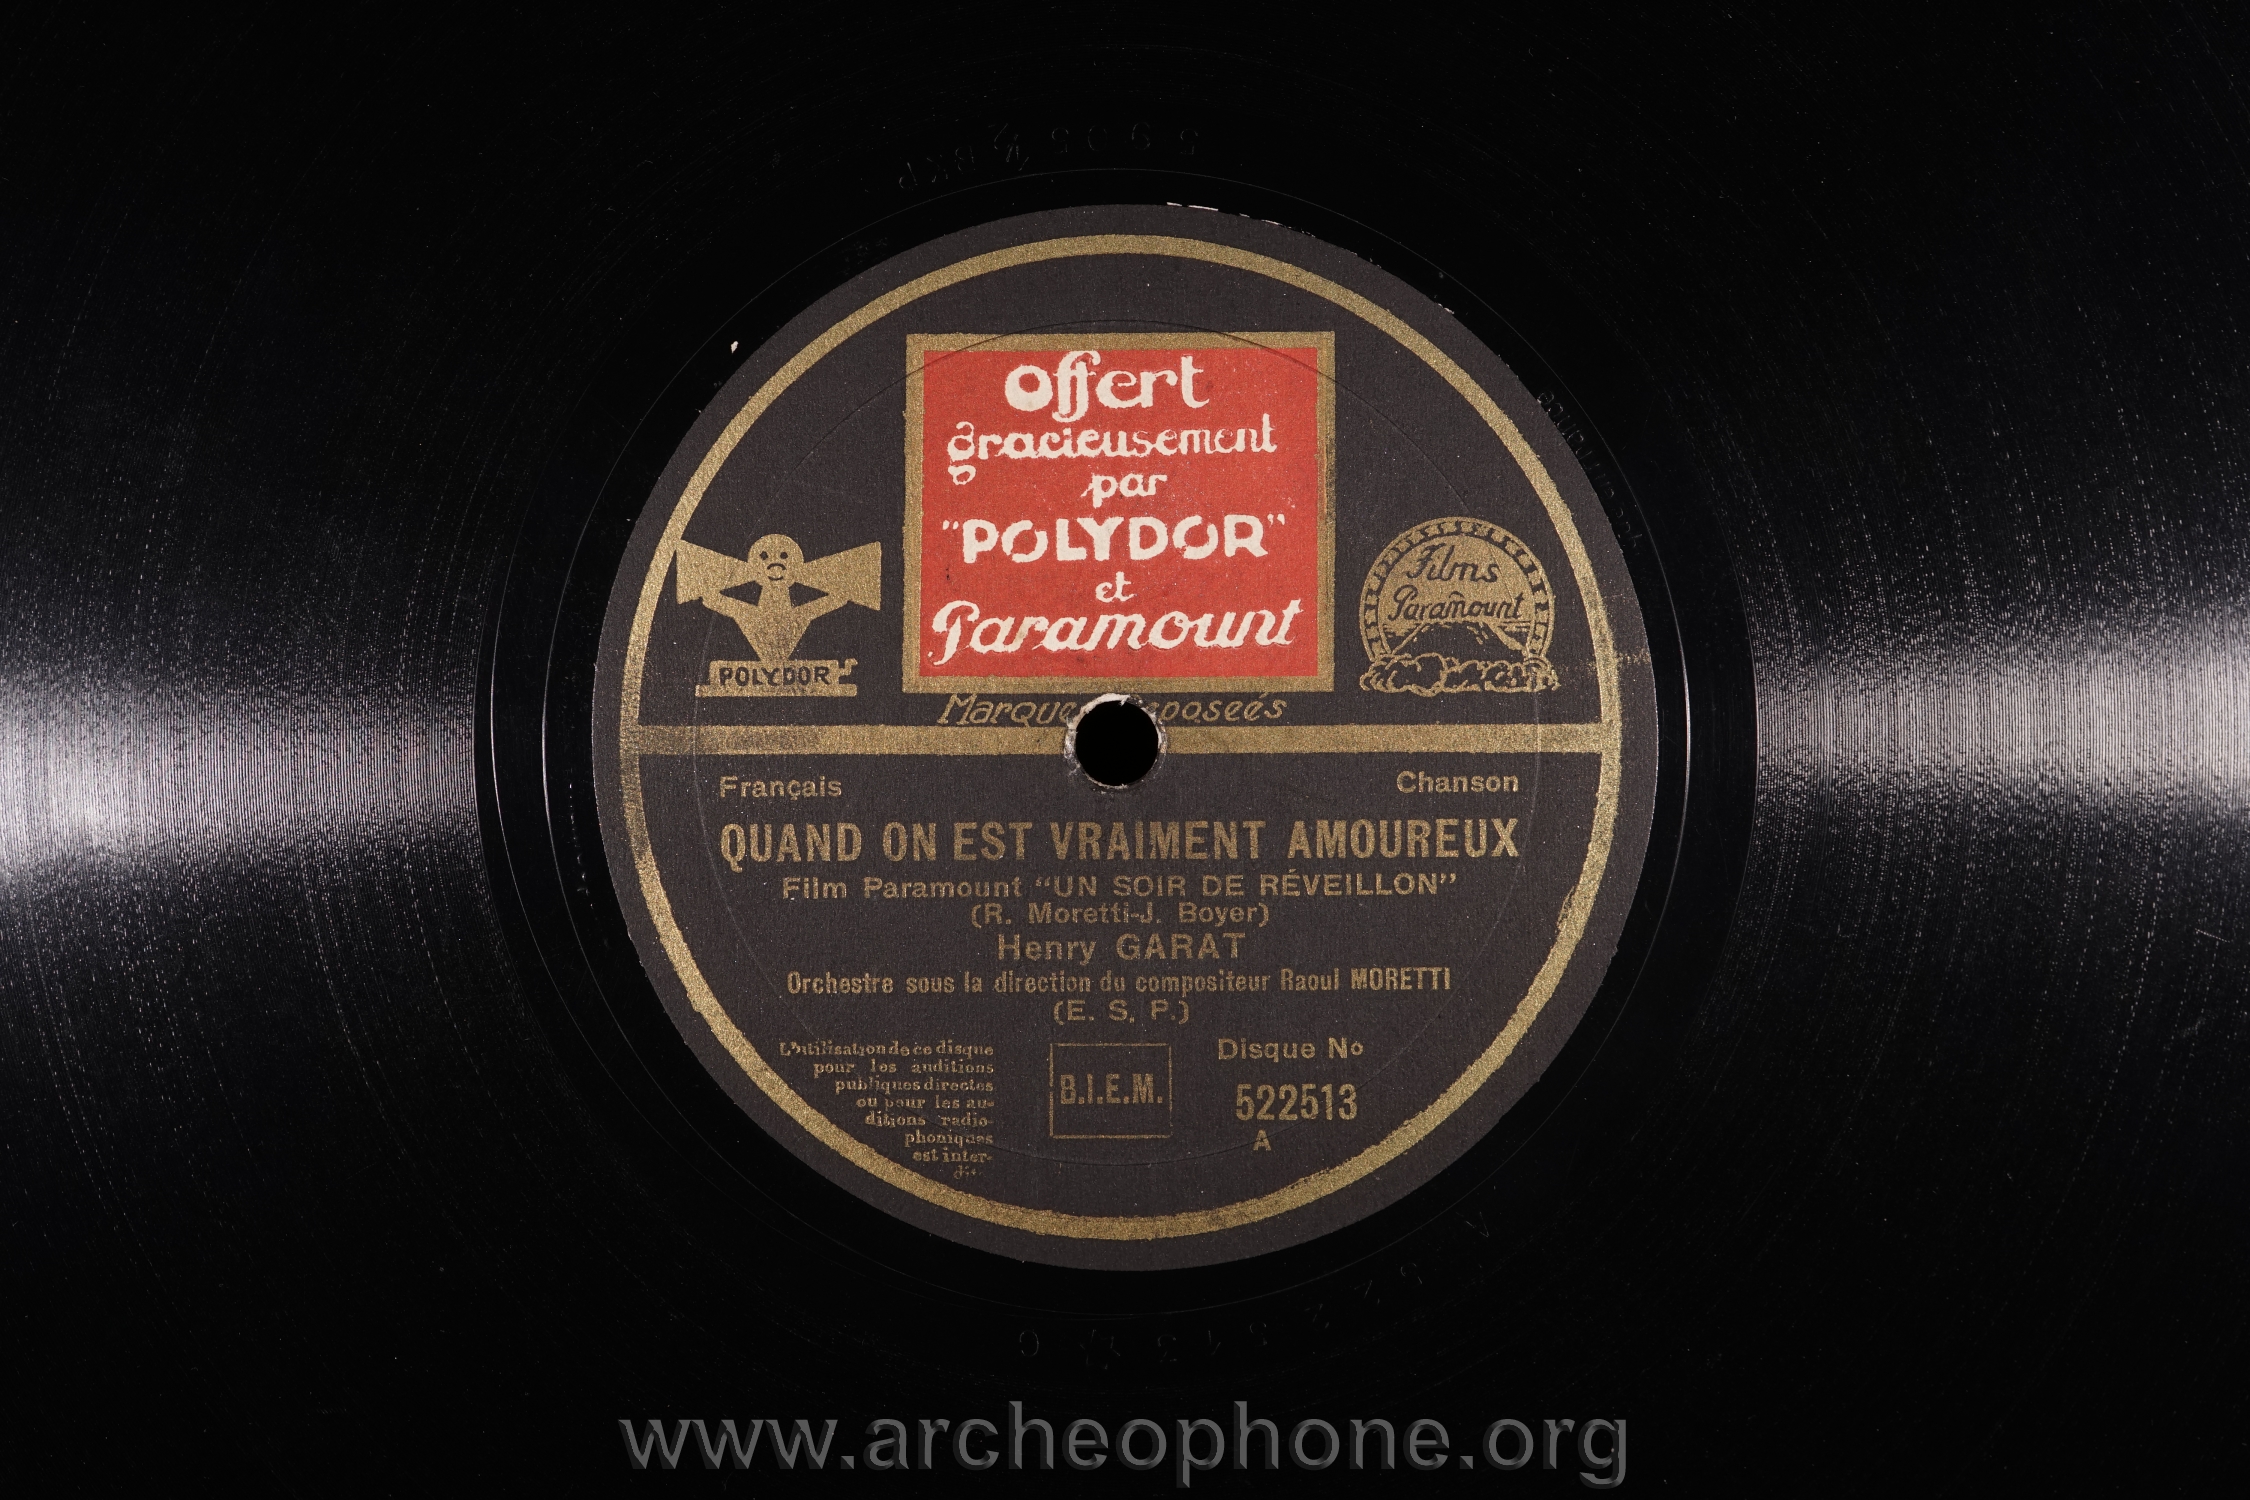 Offert
gracieusement
par
"POLYDOR"
et
Paramount
POLYDOR
Films
Paramount
Français
Chanson
QUAND ON EST VRAIMENT AMOUREUX
Film Paramount “UN SOIR DE RÉVEILLON”
(R. Moretti-J. Boyer)
Henry GARAT
Orchestre sous la direction du compositeur Raoul MORETTI
(E. S. P.)
L'utilisation de ce disque
pour les auditions
publiques directes
ou pour les au-
ditions radio-
phoniques
est inter-
B.I.E.M.
Disque No
522513
A
www.archeophone.org